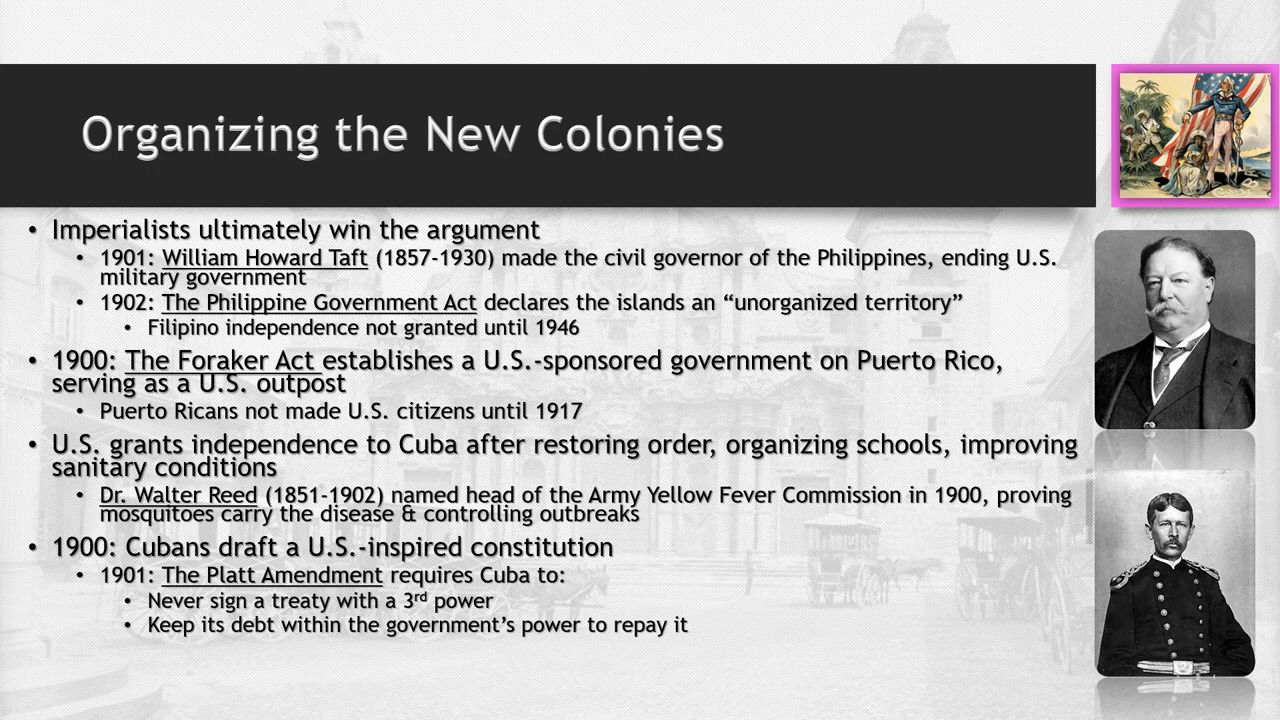 Organizing the New Colonies
• Imperialists ultimately win the argument
• 1901: William Howard Taft (1857-1930) made the civil governor of the Philippines, ending U.S.
military government
• 1902: The Philippine Government Act declares the islands an “unorganized territory”
• Filipino independence not granted until 1946
• 1900: The Foraker Act establishes a U.S.-sponsored government on Puerto Rico,
serving as a U.S. outpost
• Puerto Ricans not made U.S. citizens until 1917
• U.S. grants independence to Cuba after restoring order, organizing schools, improving
sanitary conditions
• Dr. Walter Reed (1851-1902) named head of the Army Yellow Fever Commission in 1900, proving
mosquitoes carry the disease & controlling outbreaks
• 1900: Cubans draft a U.S.-inspired constitution
• 1901: The Platt Amendment requires Cuba to:
• Never sign a treaty with a 3rd power
• Keep its debt within the government’s power to repay it